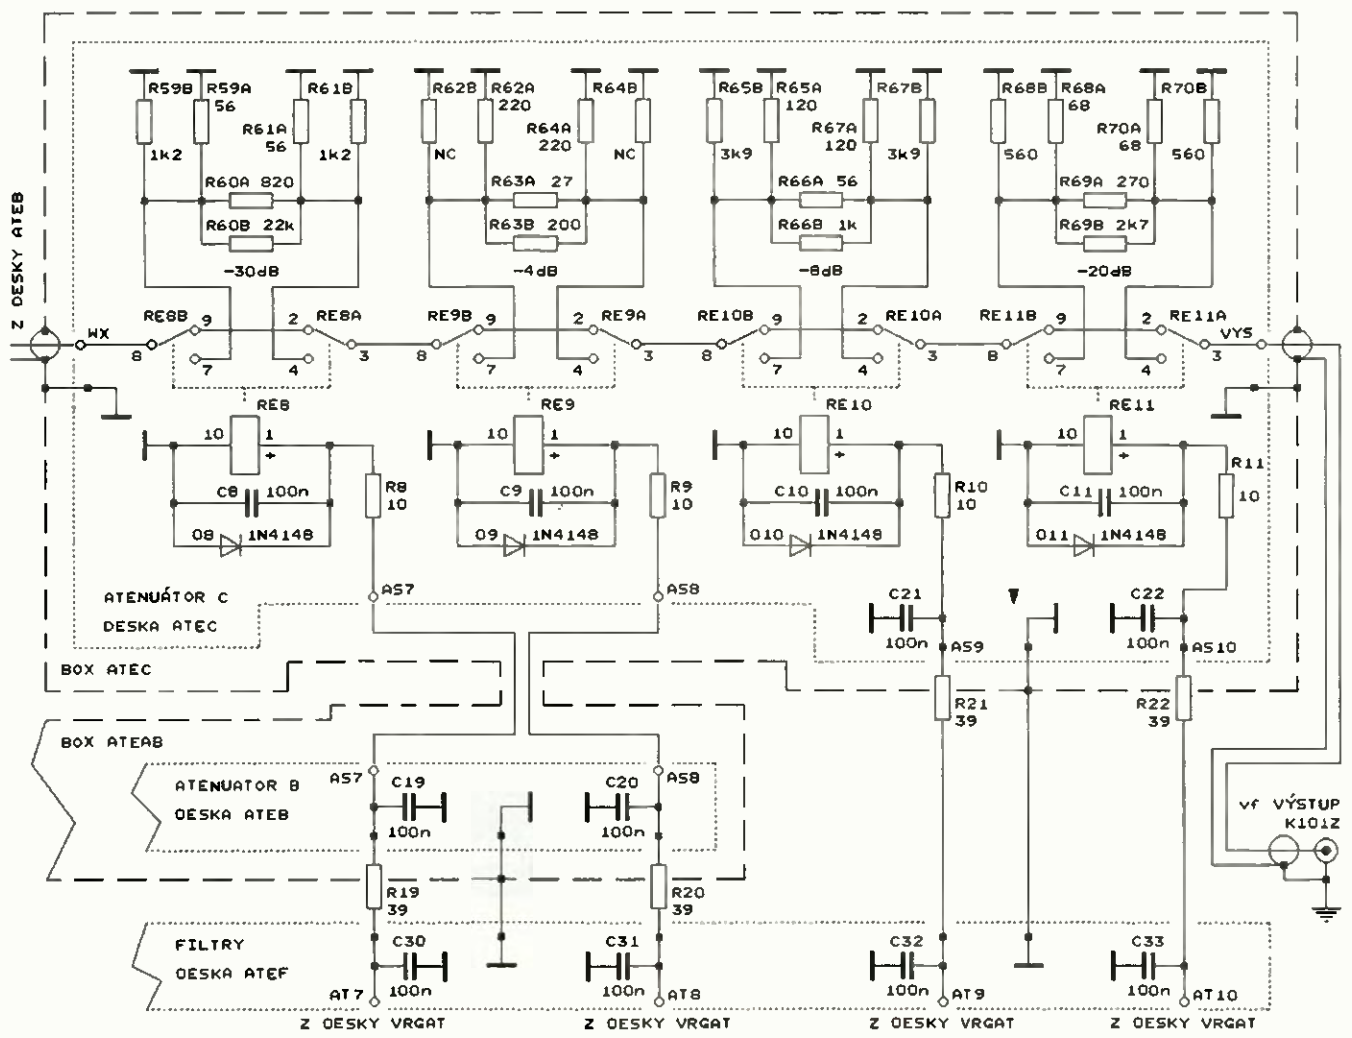 R59B R59A R61B R62B R62A R64B R65B R65A R67B R68B R68A R70B
56 220 120 68
R61A R64A R67A R70A
56 220 120 68
1k2 1k2 NC NC 3k9 3k9 560 560
R60A 820 R63A 27 R66A 56 R69A 270
R60B 22k R63B 200 R66B 1k R69B 2k7
-30dB -4dB -8dB -20dB
Z DESKY ATEB
WX RE8B 9 2 RE8A RE9B 9 2 RE9A RE10B 9 2 RE10A RE11B 9 2 RE11A VYS
8 7 4 3 8 7 4 3 8 7 4 3 8 7 4 3
RE8 RE9 RE10 RE11
10 1 10 1 10 1 10 1
+ + + +
R8 R9 R10 R11
10 10 10 10
C8 100n C9 100n C10 100n C11 100n
D8 1N4148 D9 1N4148 D10 1N4148 D11 1N4148
AS7 AS8
ATENUÁTOR C
DESKA ATEC
C21 C22
100n 100n
AS9 AS10
BOX ATEC
R21 R22
39 39
BOX ATEAB
AS7 AS8
ATENUATOR B
DESKA ATEB
C19 C20
100n 100n
vf VÝSTUP
K101Z
R19 R20
39 39
FILTRY
DESKA ATEF
C30 C31 C32 C33
100n 100n 100n 100n
AT7 AT8 AT9 AT10
Z DESKY VRGAT Z DESKY VRGAT Z DESKY VRGAT Z DESKY VRGAT